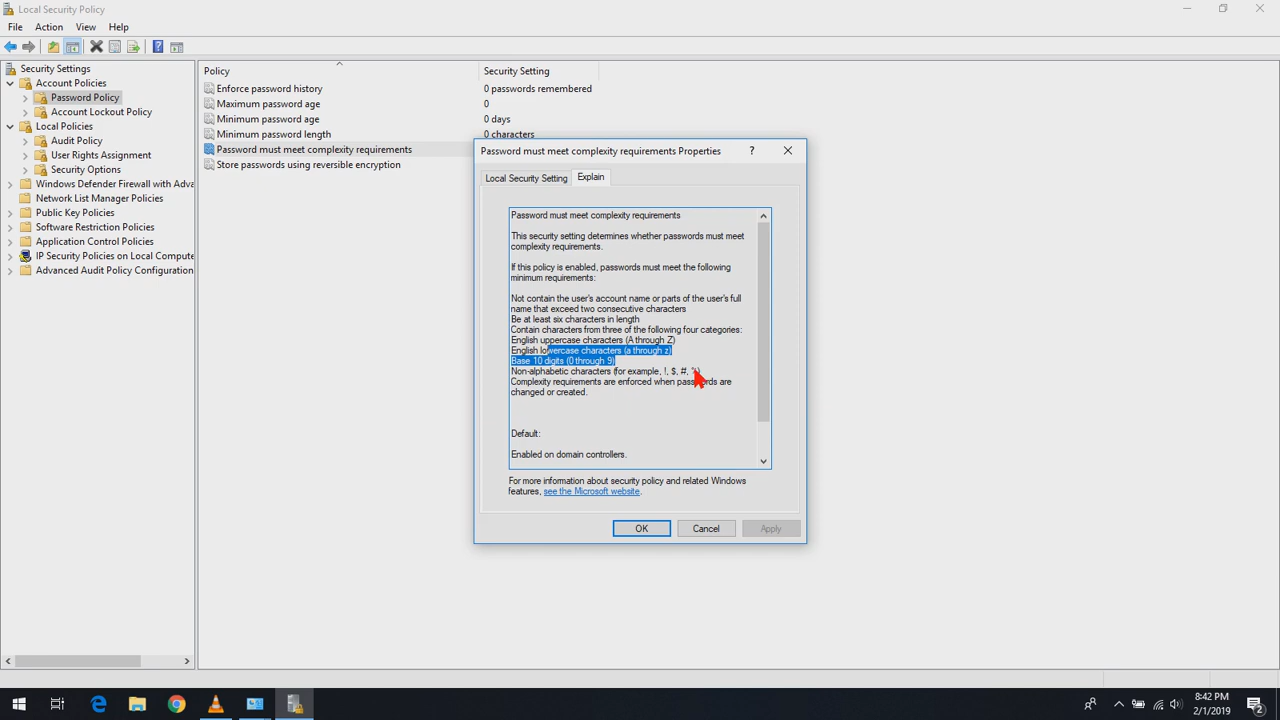 Local Security Policy
File Action View Help
Security Settings
Account Policies
Password Policy
Account Lockout Policy
Local Policies
Audit Policy
User Rights Assignment
Security Options
Windows Defender Firewall with Adva
Network List Manager Policies
Public Key Policies
Software Restriction Policies
Application Control Policies
IP Security Policies on Local Compute
Advanced Audit Policy Configuration
Policy Security Setting
Enforce password history 0 passwords remembered
Maximum password age 0
Minimum password age 0 days
Minimum password length 0 characters
Password must meet complexity requirements
Store passwords using reversible encryption
Password must meet complexity requirements Properties
Local Security Setting Explain
Password must meet complexity requirements
This security setting determines whether passwords must meet
complexity requirements.
If this policy is enabled, passwords must meet the following
minimum requirements:
Not contain the user's account name or parts of the user's full
name that exceed two consecutive characters
Be at least six characters in length
Contain characters from three of the following four categories:
English uppercase characters (A through Z)
English lowercase characters (a through z)
Base 10 digits (0 through 9)
Non-alphabetic characters (for example, !, $, #, %)
Complexity requirements are enforced when passwords are
changed or created.
Default:
Enabled on domain controllers.
For more information about security policy and related Windows
features, see the Microsoft website.
OK Cancel Apply
8:42 PM
2/1/2019
2